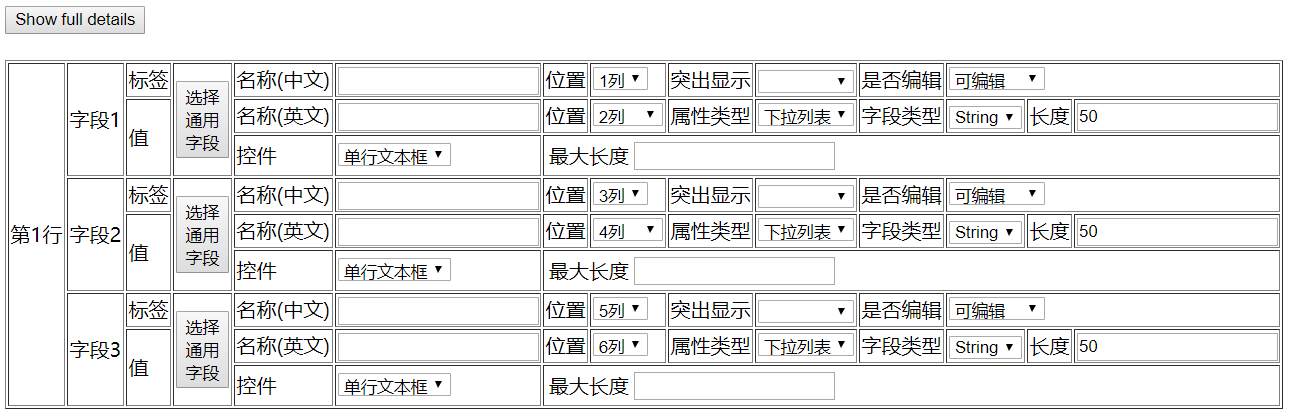 Show full details
标签 名称(中文) 位置 1列 突出显示 是否编辑 可编辑
字段1 选择通用字段
值 名称(英文) 位置 2列 属性类型 下拉列表 字段类型 String 长度 50
控件 单行文本框 最大长度
标签 名称(中文) 位置 3列 突出显示 是否编辑 可编辑
第1行 字段2 选择通用字段
值 名称(英文) 位置 4列 属性类型 下拉列表 字段类型 String 长度 50
控件 单行文本框 最大长度
标签 名称(中文) 位置 5列 突出显示 是否编辑 可编辑
字段3 选择通用字段
值 名称(英文) 位置 6列 属性类型 下拉列表 字段类型 String 长度 50
控件 单行文本框 最大长度